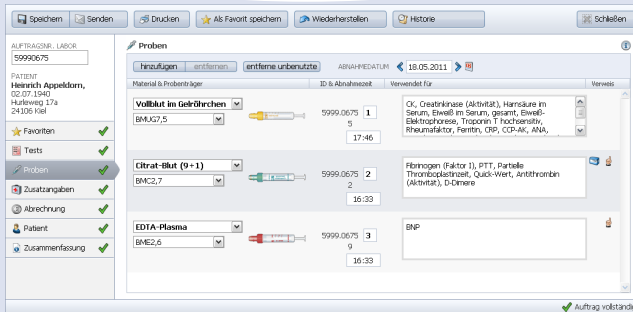 Speichern Senden Drucken Als Favorit speichern Wiederherstellen Historie Schließen
AUFTRAGSNR. LABOR
59990675
PATIENT
Heinrich Appeldorn,
02.07.1940
Hurleweg 17a
24106 Kiel
Favoriten
Tests
Proben
Zusatzangaben
Abrechnung
Patient
Zusammenfassung
Proben
hinzufügen entfernen entferne unbenutzte ABNAHMEDATUM 18.05.2011
Material & Probenträger ID & Abnahmezeit Verwendet für Verweis
Vollblut im Gelröhrchen
BMUG7,5
5999.0675 1
5
17:46
CK, Creatinkinase (Aktivität), Harnsäure im
Serum, Eiweiß im Serum, gesamt, Eiweiß-
Elektrophorese, Troponin T hochsensitiv,
Rheumafaktor, Ferritin, CRP, CCP-AK, ANA,
Citrat-Blut (9+1)
BMC2,7
5999.0675 2
2
16:33
Fibrinogen (Faktor I), PTT, Partielle
Thromboplastinzeit, Quick-Wert, Antithrombin
(Aktivität), D-Dimere
EDTA-Plasma
BME2,6
5999.0675 3
9
16:33
BNP
Auftrag vollständig